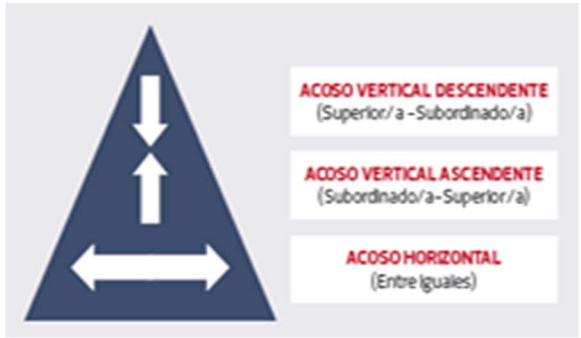 ACOSO VERTICAL DESCENDENTE
(Superior/a - Subordinado/a)
ACOSO VERTICAL ASCENDENTE
(Subordinado/a-Superior/a)
ACOSO HORIZONTAL
(Entre Iguales)